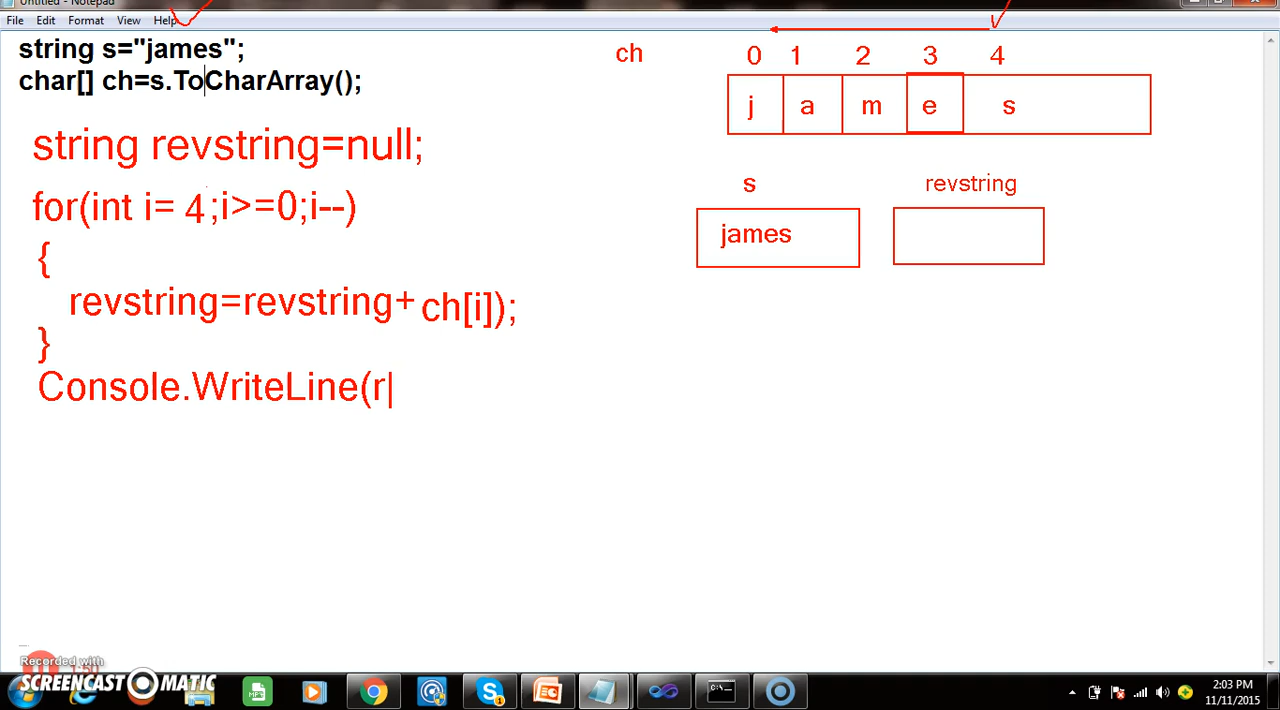 Untitled - Notepad
File Edit Format View Help
string s="james";
char[] ch=s.ToCharArray();
string revstring=null;
for(int i= 4;i>=0;i--)
{
revstring=revstring+ ch[i]);
}
Console.WriteLine(r
ch 0 1 2 3 4
j a m e s
s revstring
james
Recorded with
SCREENCAST MATIC
2:03 PM
11/11/2015